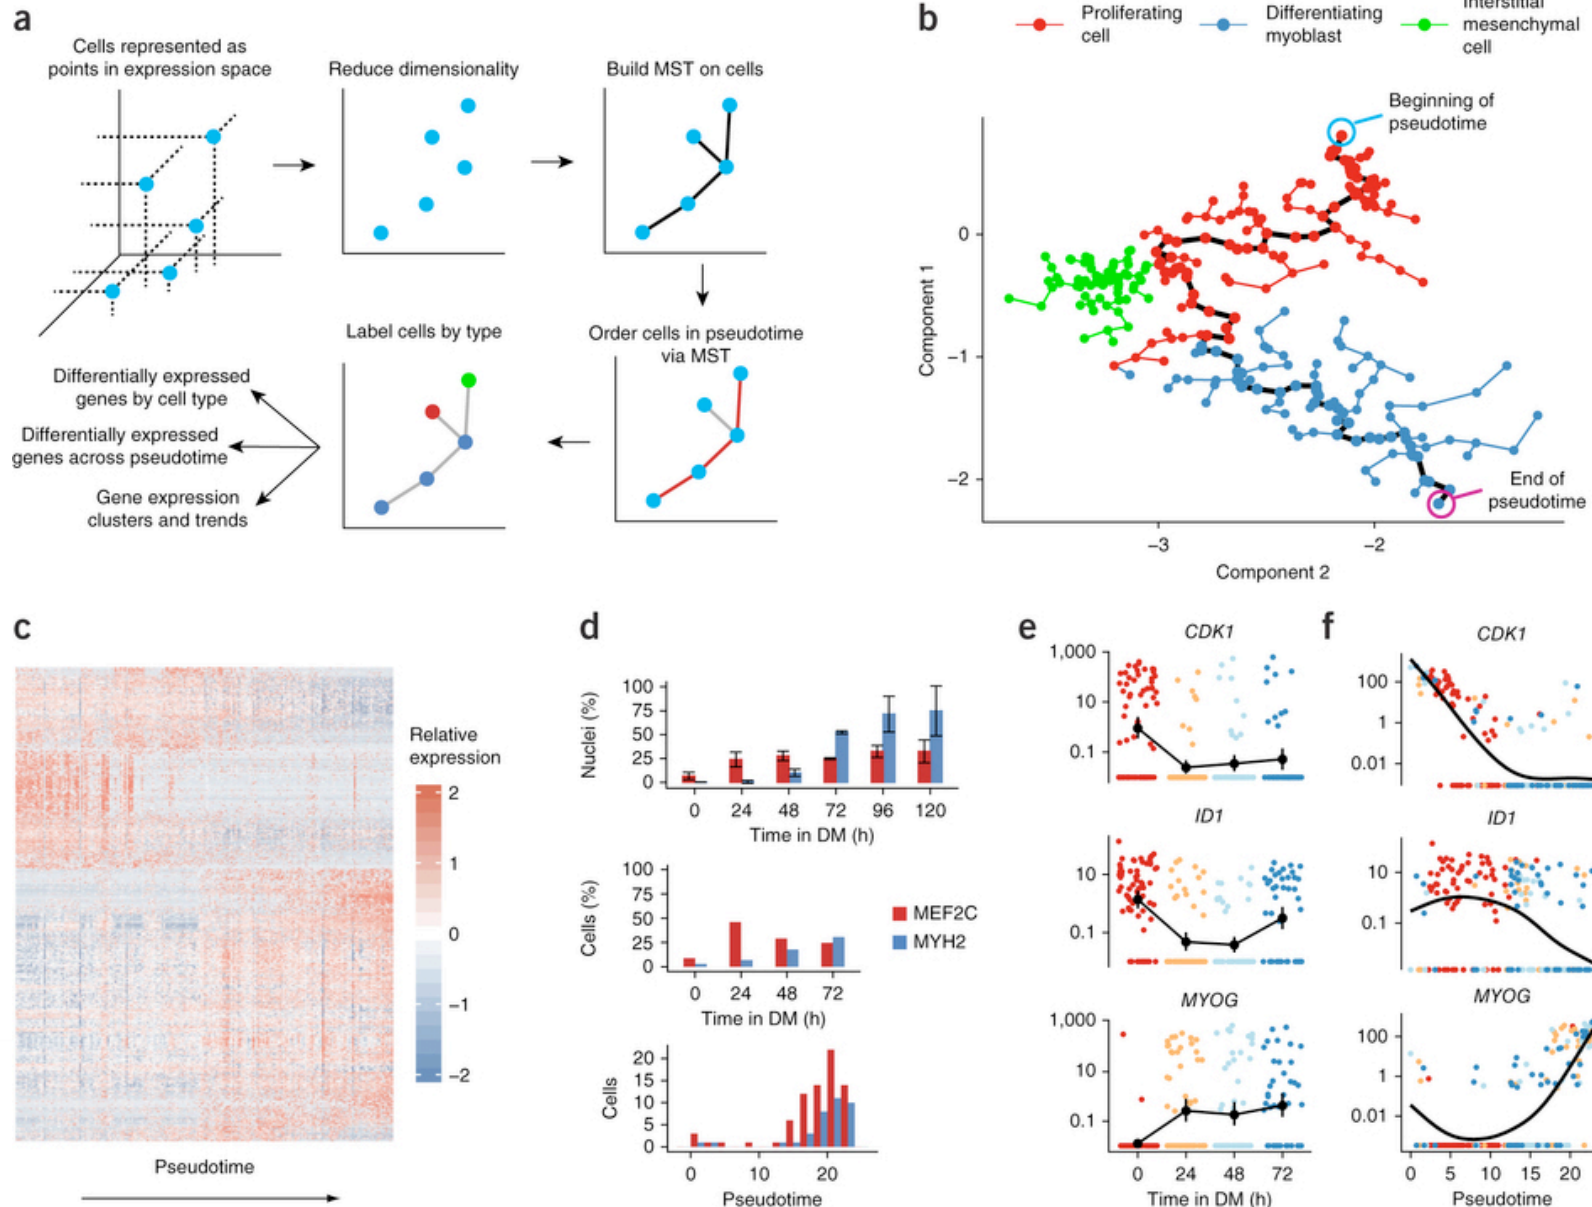 a
Cells represented as
points in expression space
Reduce dimensionality
Build MST on cells
Label cells by type
Order cells in pseudotime
via MST
Differentially expressed
genes by cell type
Differentially expressed
genes across pseudotime
Gene expression
clusters and trends
b
Proliferating
cell
Differentiating
myoblast
Interstitial
mesenchymal
cell
Beginning of
pseudotime
Component 1
0
−1
−2
End of
pseudotime
−3 −2
Component 2
c
Relative
expression
2
1
0
−1
−2
Pseudotime
d
Nuclei (%)
100
75
50
25
0
0 24 48 72 96 120
Time in DM (h)
Cells (%)
100
75
50
25
0
0 24 48 72
Time in DM (h)
MEF2C
MYH2
Cells
20
15
10
5
0
0 10 20
Pseudotime
e
CDK1
1,000
10
0.1
ID1
10
0.1
MYOG
1,000
10
0.1
0 24 48 72
Time in DM (h)
f
CDK1
100
1
0.01
ID1
10
0.1
MYOG
100
1
0.01
0 5 10 15 20
Pseudotime